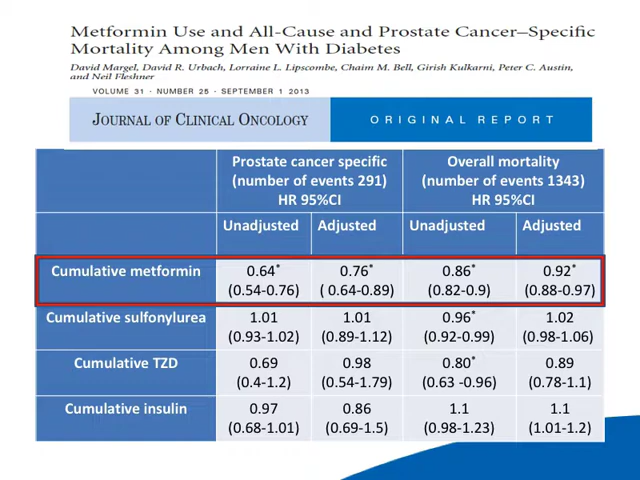 Metformin Use and All-Cause and Prostate Cancer–Specific
Mortality Among Men With Diabetes
David Margel, David R. Urbach, Lorraine L. Lipscombe, Chaim M. Bell, Girish Kulkarni, Peter C. Austin,
and Neil Fleshner
VOLUME 31 · NUMBER 25 · SEPTEMBER 1 2013
JOURNAL OF CLINICAL ONCOLOGY ORIGINAL REPORT
Prostate cancer specific Overall mortality
(number of events 291) (number of events 1343)
HR 95%CI HR 95%CI
Unadjusted Adjusted Unadjusted Adjusted
Cumulative metformin 0.64* 0.76* 0.86* 0.92*
(0.54-0.76) ( 0.64-0.89) (0.82-0.9) (0.88-0.97)
Cumulative sulfonylurea 1.01 1.01 0.96* 1.02
(0.93-1.02) (0.89-1.12) (0.92-0.99) (0.98-1.06)
Cumulative TZD 0.69 0.98 0.80* 0.89
(0.4-1.2) (0.54-1.79) (0.63 -0.96) (0.78-1.1)
Cumulative insulin 0.97 0.86 1.1 1.1
(0.68-1.01) (0.69-1.5) (0.98-1.23) (1.01-1.2)